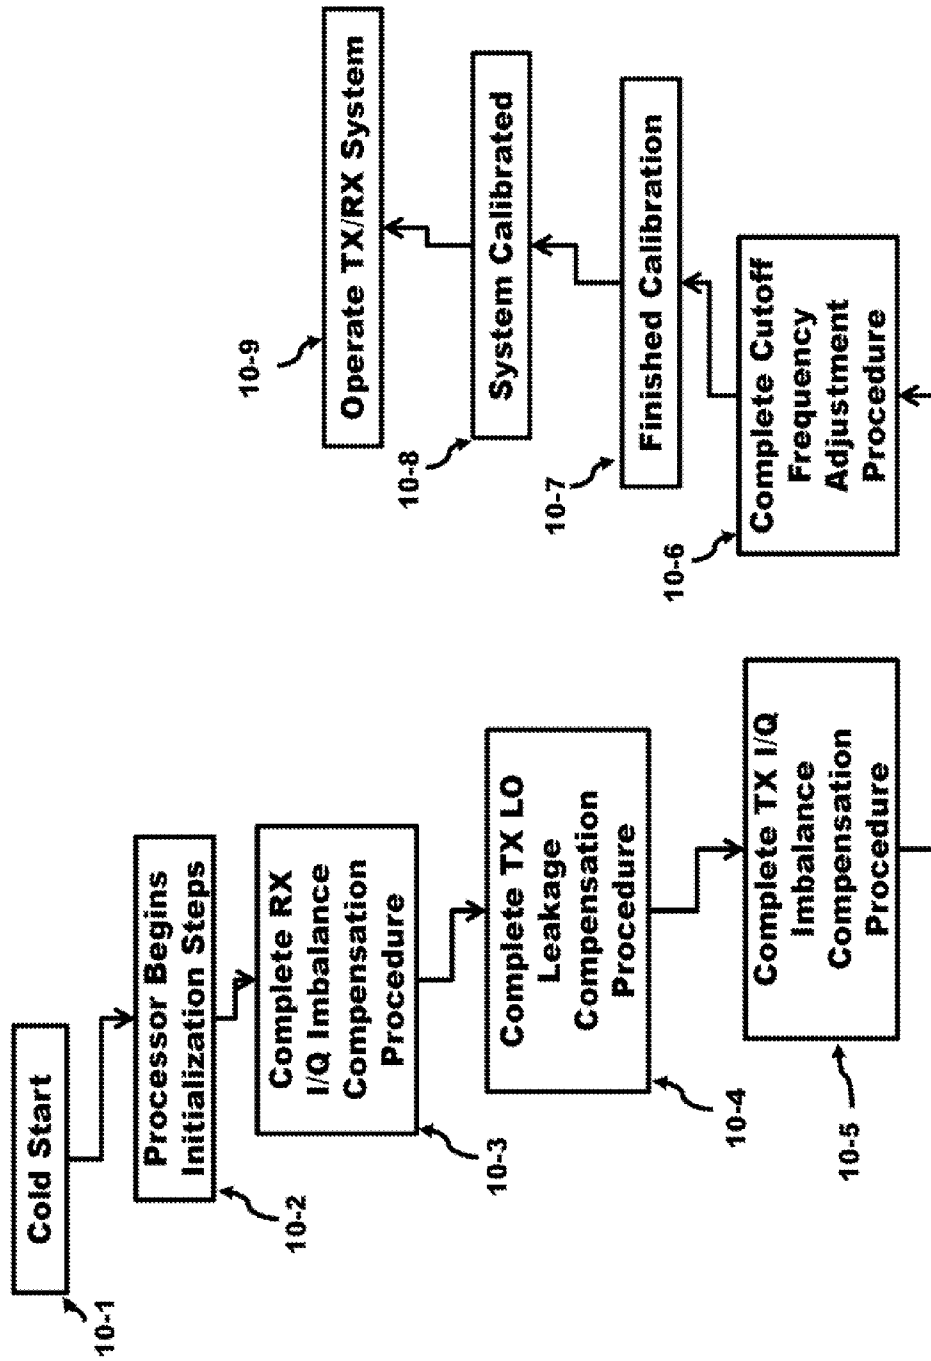 Cold Start
10-1
Processor Begins
Initialization Steps
10-2
Complete RX
I/Q Imbalance
Compensation
Procedure
10-3
Complete TX LO
Leakage
Compensation
Procedure
10-4
Complete TX I/Q
Imbalance
Compensation
Procedure
10-5
Complete Cutoff
Frequency
Adjustment
Procedure
10-6
Finished Calibration
10-7
System Calibrated
10-8
Operate TX/RX System
10-9